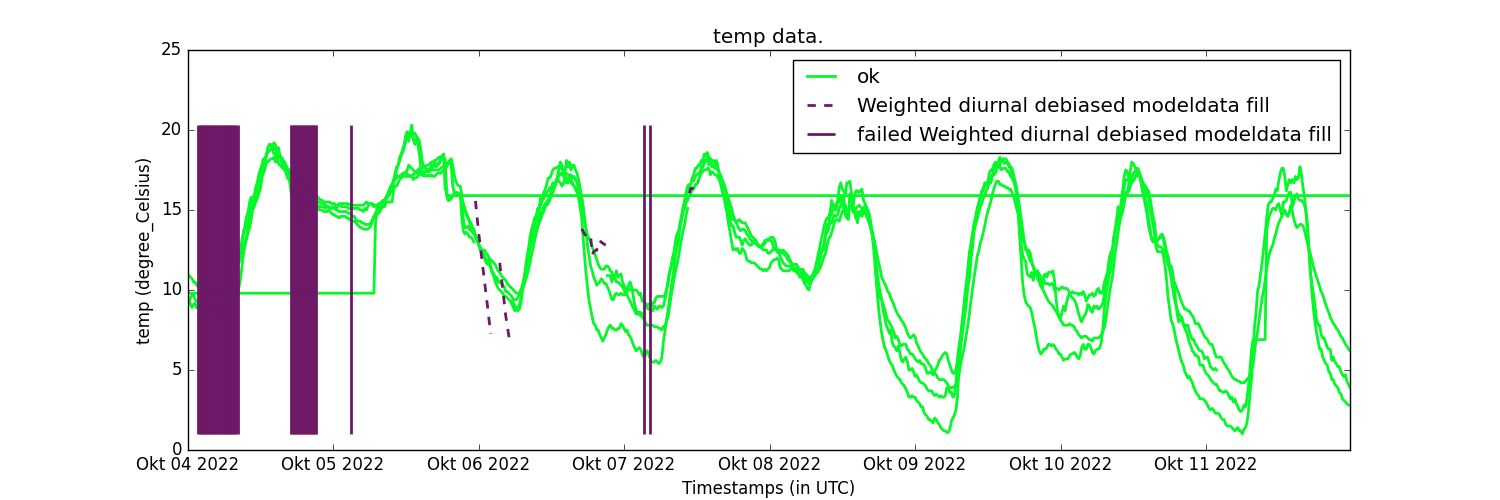 temp data.
25
20
15
10
5
0
temp (degree_Celsius)
ok
Weighted diurnal debiased modeldata fill
failed Weighted diurnal debiased modeldata fill
Okt 04 2022
Okt 05 2022
Okt 06 2022
Okt 07 2022
Okt 08 2022
Okt 09 2022
Okt 10 2022
Okt 11 2022
Timestamps (in UTC)